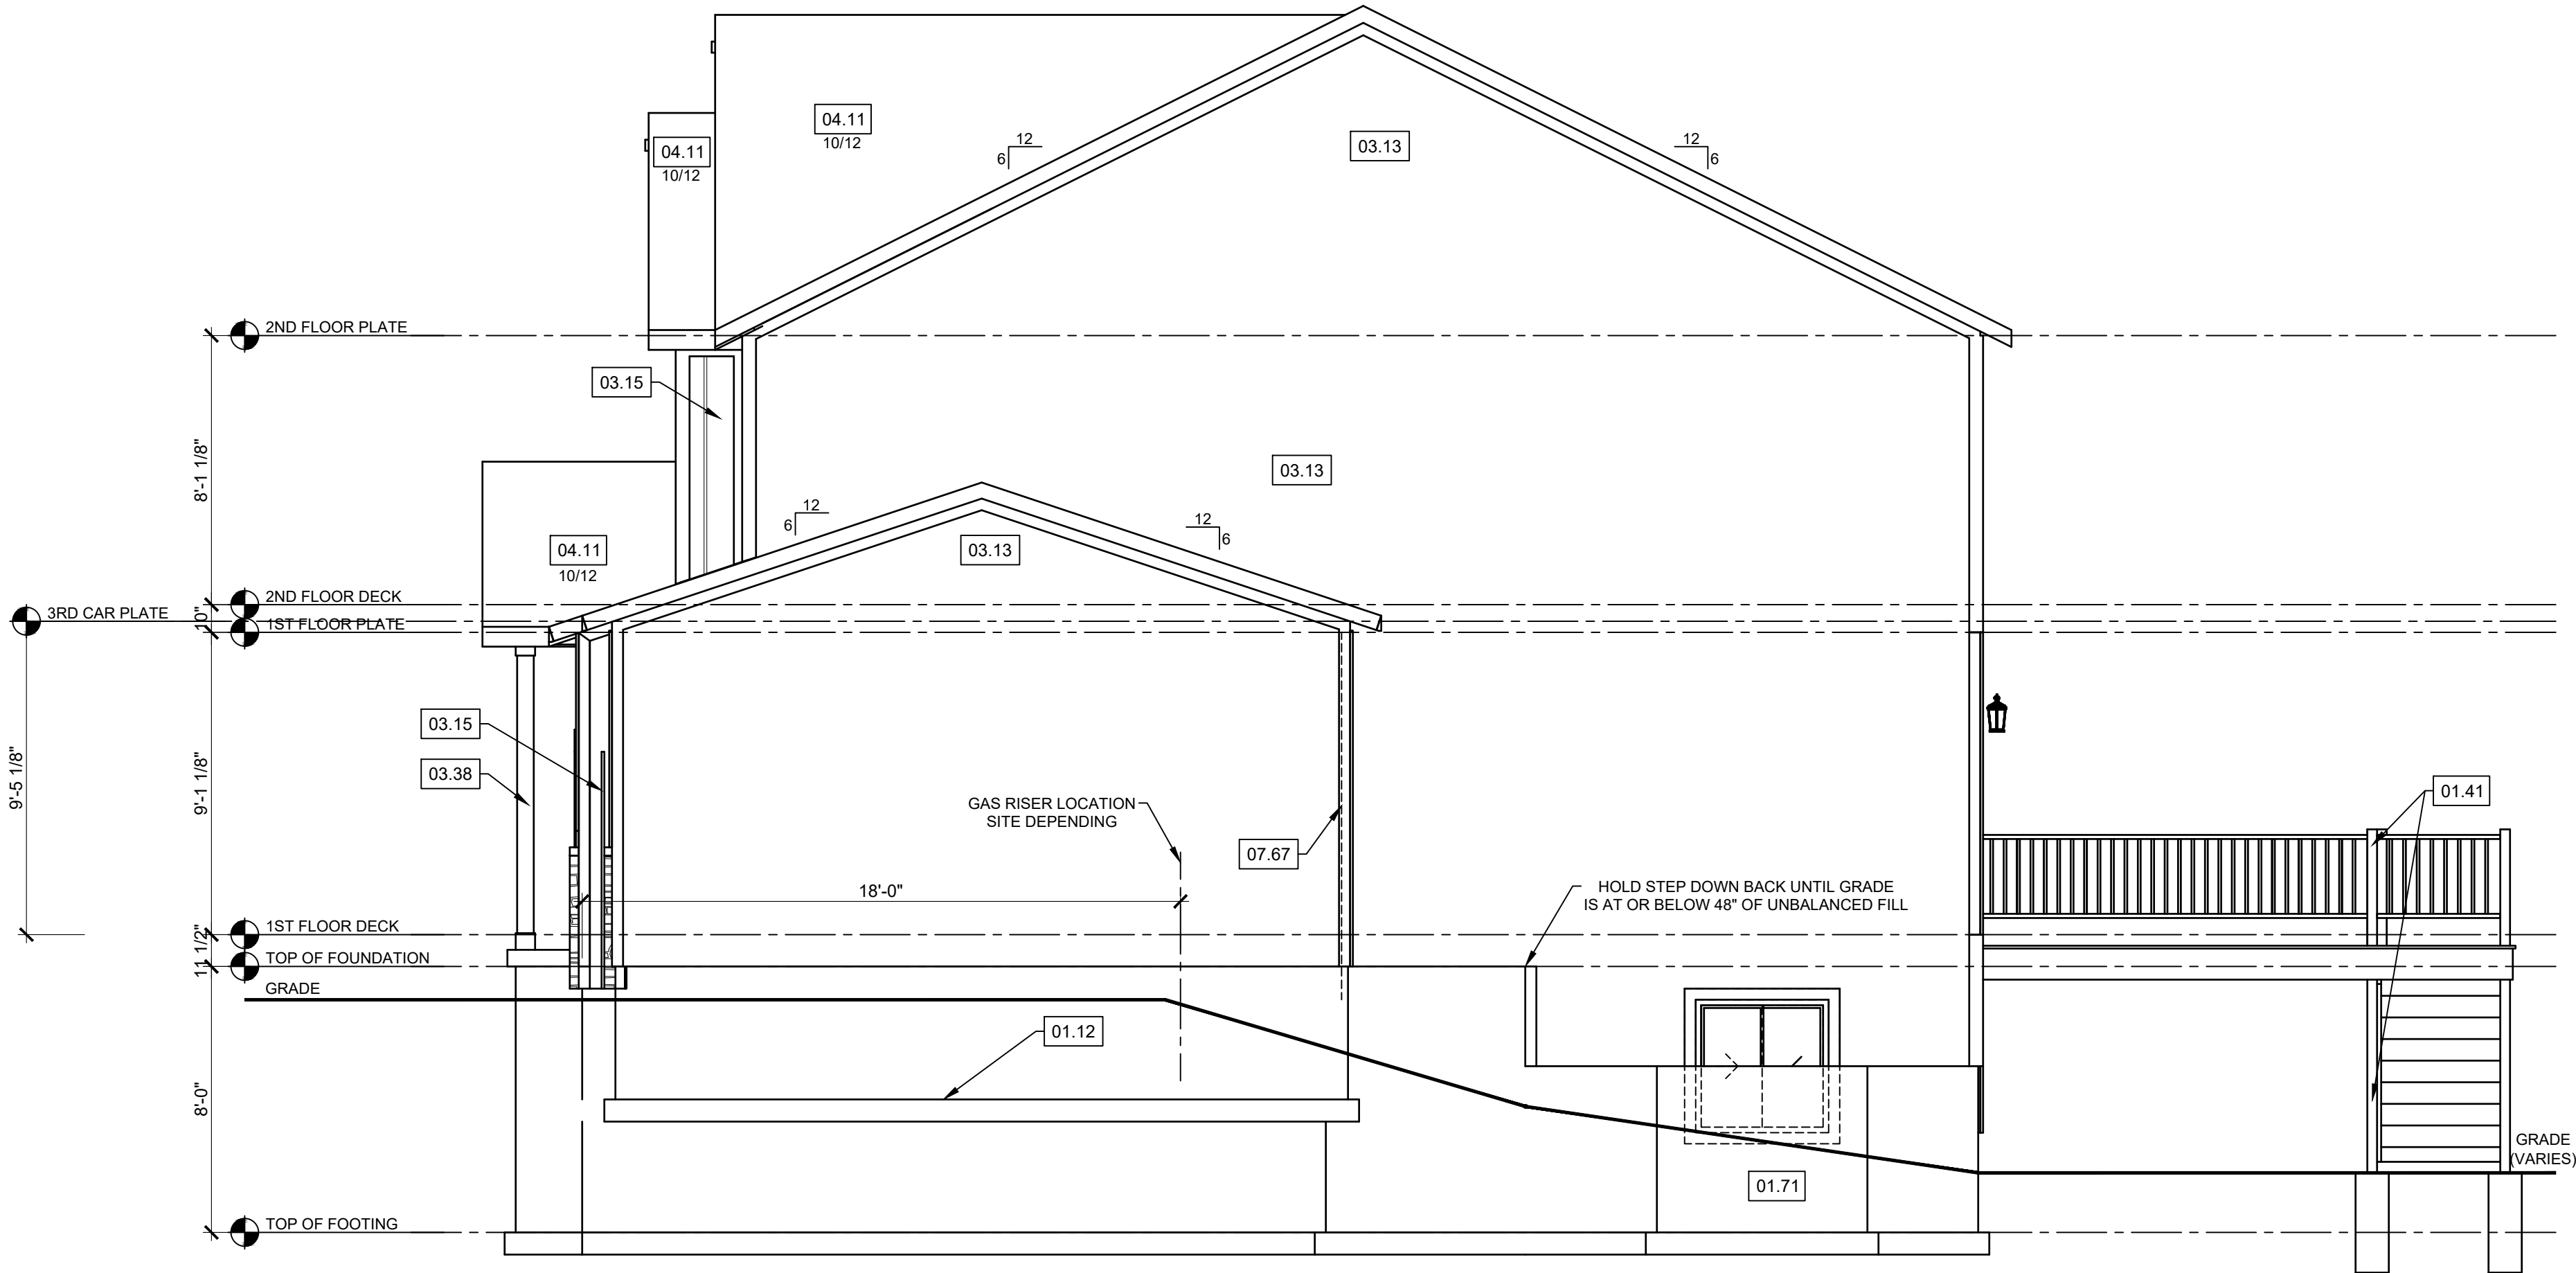 04.11
10/12
04.11
10/12
12
6
03.13
12
6
2ND FLOOR PLATE
03.15
8'-1 1/8"
03.13
12
6
12
6
04.11
10/12
03.13
2ND FLOOR DECK
3RD CAR PLATE
10"
1ST FLOOR PLATE
03.15
03.38
9'-5 1/8"
9'-1 1/8"
GAS RISER LOCATION
SITE DEPENDING
07.67
01.41
18'-0"
HOLD STEP DOWN BACK UNTIL GRADE
IS AT OR BELOW 48" OF UNBALANCED FILL
1ST FLOOR DECK
11 1/2"
TOP OF FOUNDATION
GRADE
01.12
8'-0"
GRADE
(VARIES)
01.71
TOP OF FOOTING